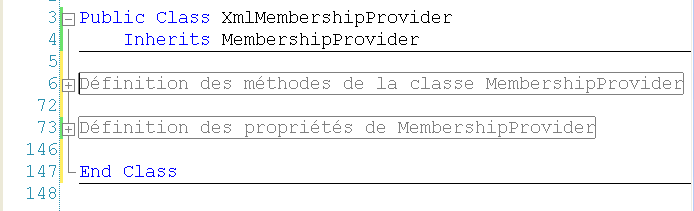 3 Public Class XmlMembershipProvider
4 Inherits MembershipProvider
5
6 Définition des méthodes de la classe MembershipProvider
72
73 Définition des propriétés de MembershipProvider
146
147 End Class
148